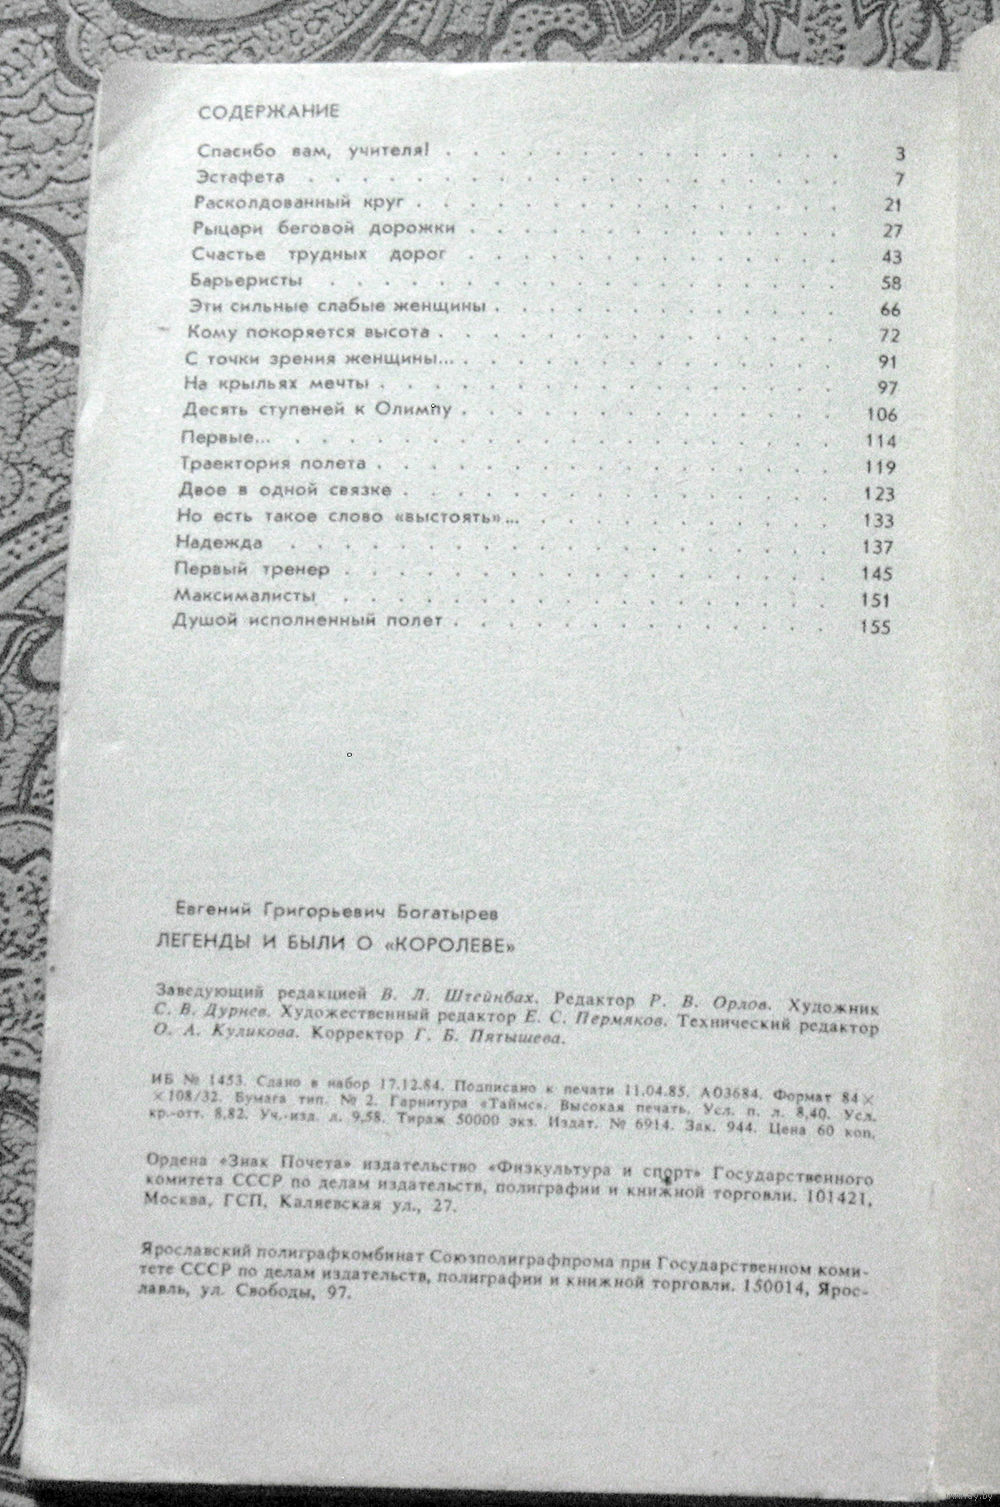 СОДЕРЖАНИЕ
Спасибо вам, учителя! . . . . . . . . . . . . . . . 3
Эстафета . . . . . . . . . . . . . . . . . . . . 7
Расколдованный круг . . . . . . . . . . . . . . . . 21
Рыцари беговой дорожки . . . . . . . . . . . . . . 27
Счастье трудных дорог . . . . . . . . . . . . . . 43
Барьеристы . . . . . . . . . . . . . . . . . . . 58
Эти сильные слабые женщины . . . . . . . . . . . . . 66
Кому покоряется высота . . . . . . . . . . . . . . . 72
С точки зрения женщины... . . . . . . . . . . . . . . 91
На крыльях мечты . . . . . . . . . . . . . . . . . 97
Десять ступеней к Олимпу . . . . . . . . . . . . . . 106
Первые... . . . . . . . . . . . . . . . . . . . . 114
Траектория полета . . . . . . . . . . . . . . . . . 119
Двое в одной связке . . . . . . . . . . . . . . . . 123
Но есть такое слово «выстоять»... . . . . . . . . . . . 133
Надежда . . . . . . . . . . . . . . . . . . . . 137
Первый тренер . . . . . . . . . . . . . . . . . . 145
Максималисты . . . . . . . . . . . . . . . . . . 151
Душой исполненный полет . . . . . . . . . . . . . . 155
Евгений Григорьевич Богатырев
ЛЕГЕНДЫ И БЫЛИ О «КОРОЛЕВЕ»
Заведующий редакцией В. Л. Штейнбах. Редактор Р. В. Орлов. Художник
С. В. Дурнев. Художественный редактор Е. С. Пермяков. Технический редактор
О. А. Куликова. Корректор Г. Б. Пятышева.
ИБ № 1453. Сдано в набор 17.12.84. Подписано к печати 11.04.85. А03684. Формат 84×
×108/32. Бумага тип. № 2. Гарнитура «Таймс». Высокая печать. Усл. п. л. 8,40. Усл.
кр.-отт. 8,82. Уч.-изд. л. 9,58. Тираж 50000 экз. Издат. № 6914. Зак. 944. Цена 60 коп.
Ордена «Знак Почета» издательство «Физкультура и спорт» Государственного
комитета СССР по делам издательств, полиграфии и книжной торговли. 101421,
Москва, ГСП, Каляевская ул., 27.
Ярославский полиграфкомбинат Союзполиграфпрома при Государственном коми-
тете СССР по делам издательств, полиграфии и книжной торговли. 150014, Ярос-
лавль, ул. Свободы, 97.